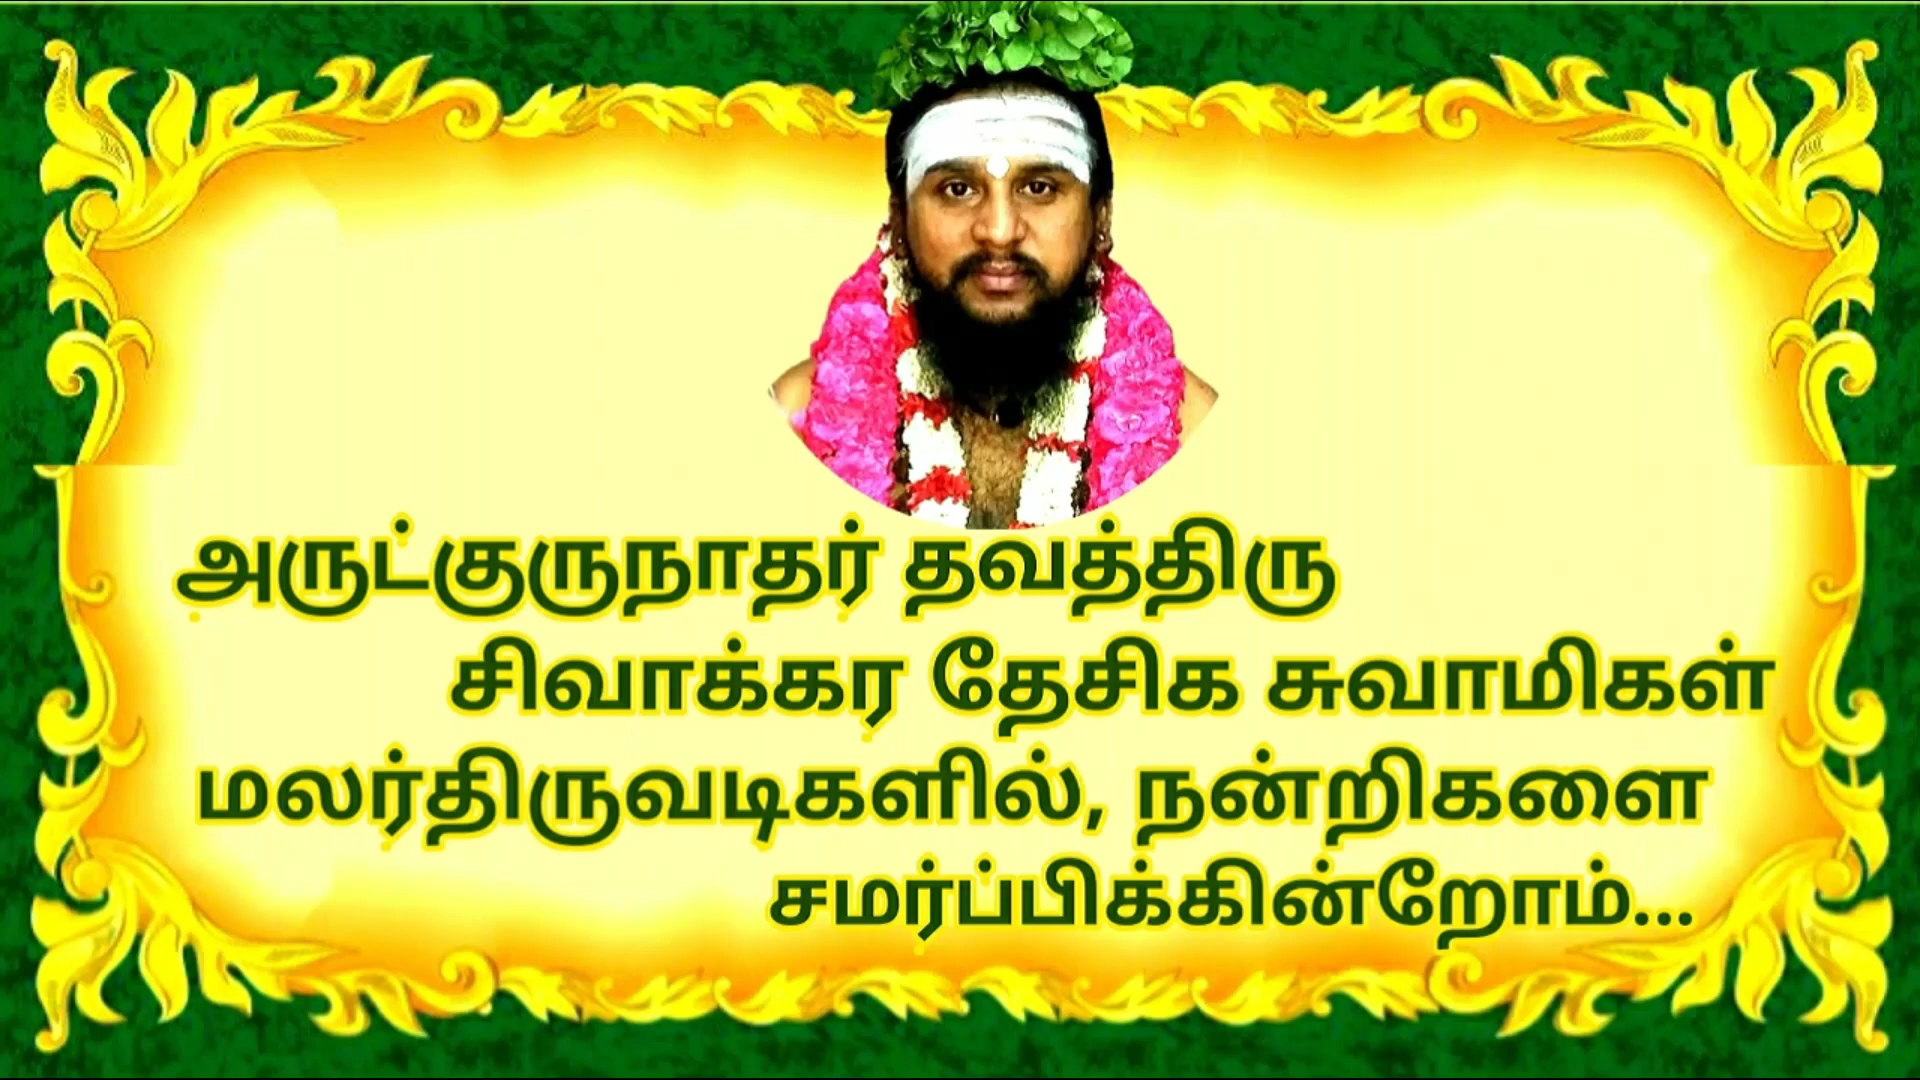 அருட்குருநாதர் தவத்திரு
சிவாக்கர தேசிக சுவாமிகள்
மலர்திருவடிகளில், நன்றிகளை
சமர்ப்பிக்கின்றோம்...